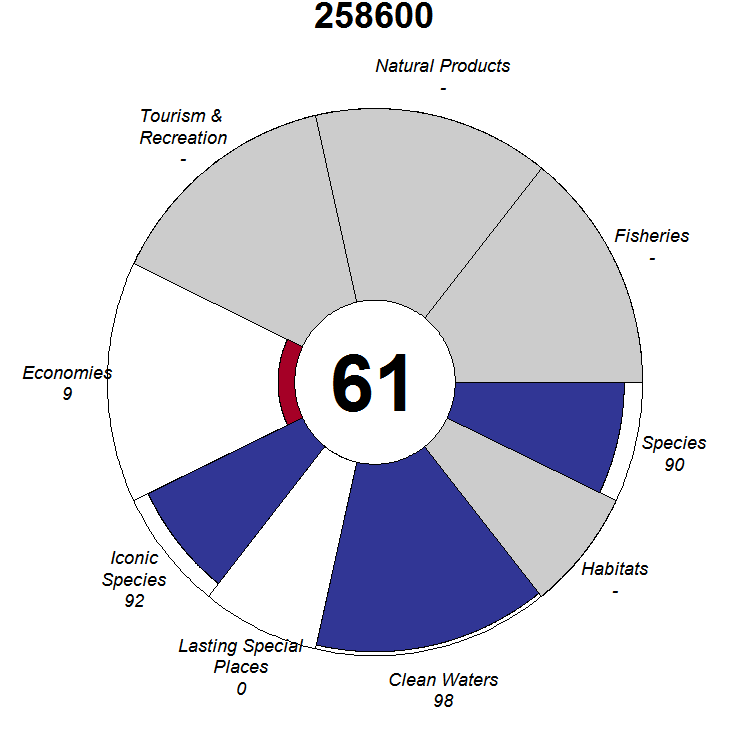 258600
Natural Products
-
Tourism &
Recreation
-
Fisheries
-
Economies
9
61
Species
90
Iconic
Species
92
Habitats
-
Lasting Special
Places
0
Clean Waters
98